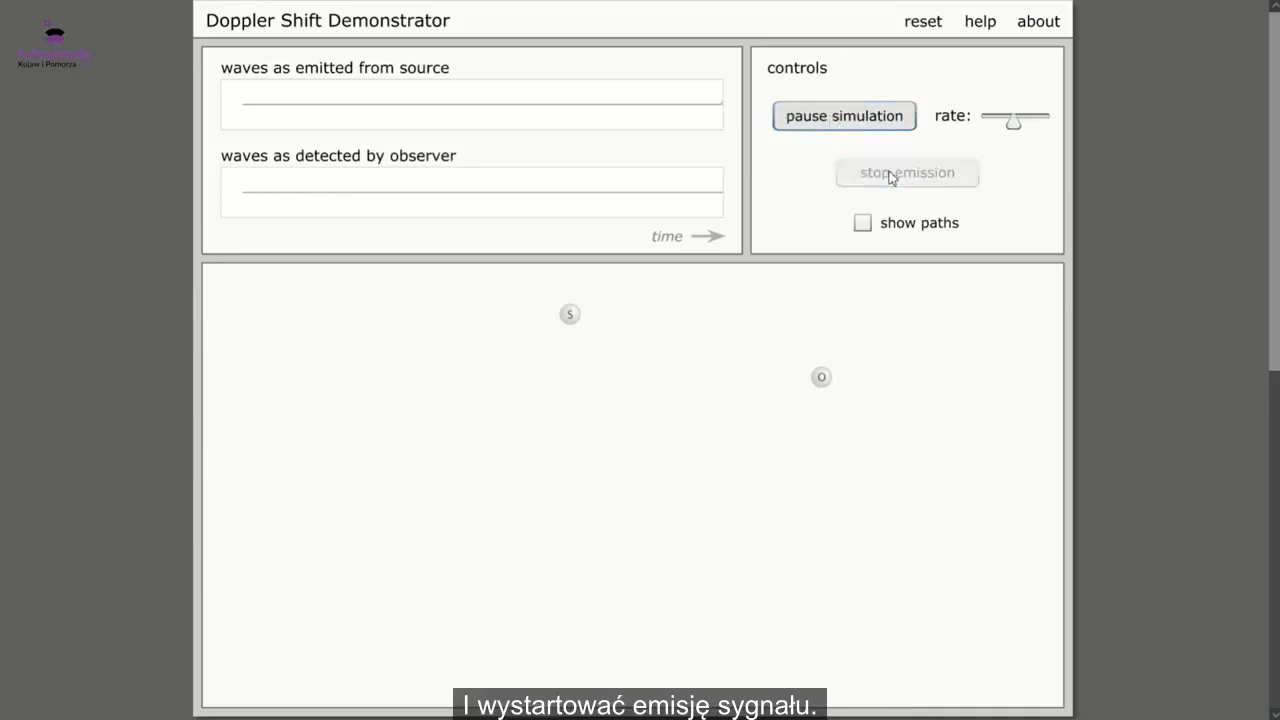 Doppler Shift Demonstrator
reset help about
Kujaw i Pomorza
waves as emitted from source
waves as detected by observer
time
controls
pause simulation rate:
stop emission
show paths
S
O
I wystartować emisję sygnału.